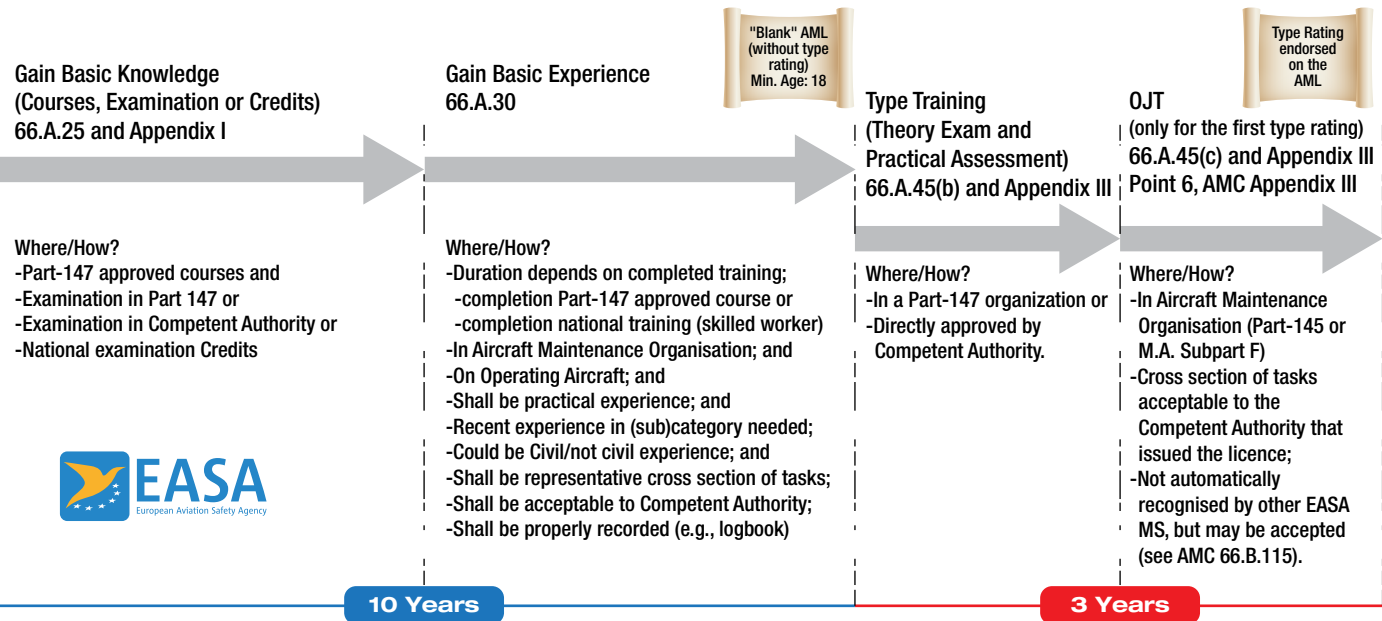 Gain Basic Knowledge
(Courses, Examination or Credits)
66.A.25 and Appendix I
Where/How?
-Part-147 approved courses and
-Examination in Part 147 or
-Examination in Competent Authority or
-National examination Credits
EASA
European Aviation Safety Agency
Gain Basic Experience
66.A.30
"Blank" AML
(without type
rating)
Min. Age: 18
Where/How?
-Duration depends on completed training;
-completion Part-147 approved course or
-completion national training (skilled worker)
-In Aircraft Maintenance Organisation; and
-On Operating Aircraft; and
-Shall be practical experience; and
-Recent experience in (sub)category needed;
-Could be Civil/not civil experience; and
-Shall be representative cross section of tasks;
-Shall be acceptable to Competent Authority;
-Shall be properly recorded (e.g., logbook)
Type Training
(Theory Exam and
Practical Assessment)
66.A.45(b) and Appendix III
Where/How?
-In a Part-147 organization or
-Directly approved by
Competent Authority.
Type Rating
endorsed
on the
AML
OJT
(only for the first type rating)
66.A.45(c) and Appendix III
Point 6, AMC Appendix III
Where/How?
-In Aircraft Maintenance
Organisation (Part-145 or
M.A. Subpart F)
-Cross section of tasks
acceptable to the
Competent Authority that
issued the licence;
-Not automatically
recognised by other EASA
MS, but may be accepted
(see AMC 66.B.115).
10 Years
3 Years